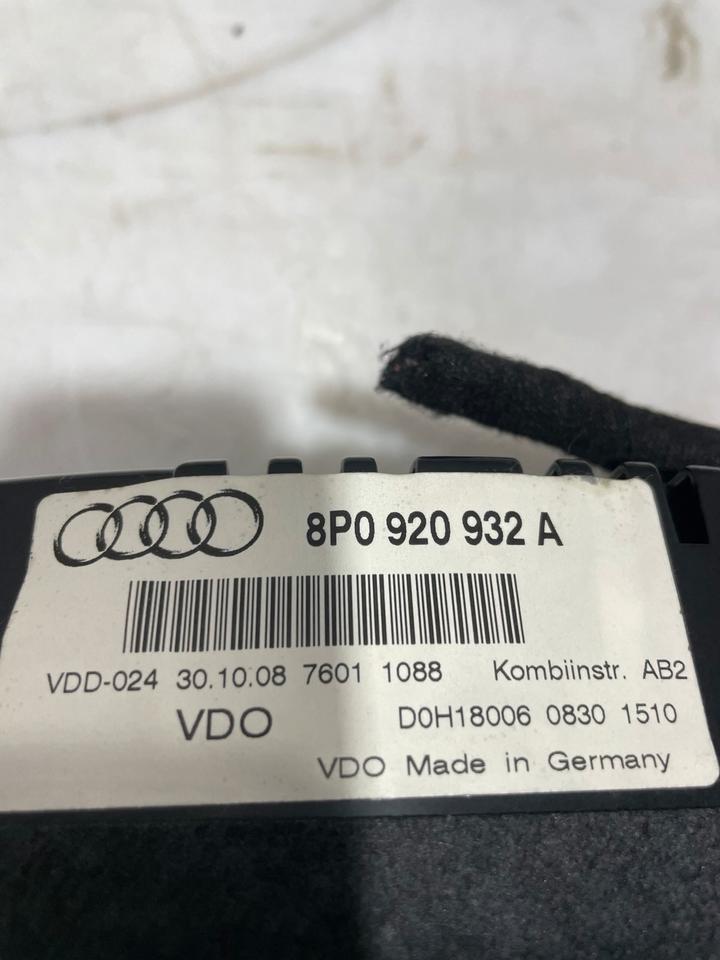 8P0 920 932 A
VDD-024 30.10.08 7601 1088 Kombiinstr. AB2
VDO D0H18006 0830 1510
VDO Made in Germany